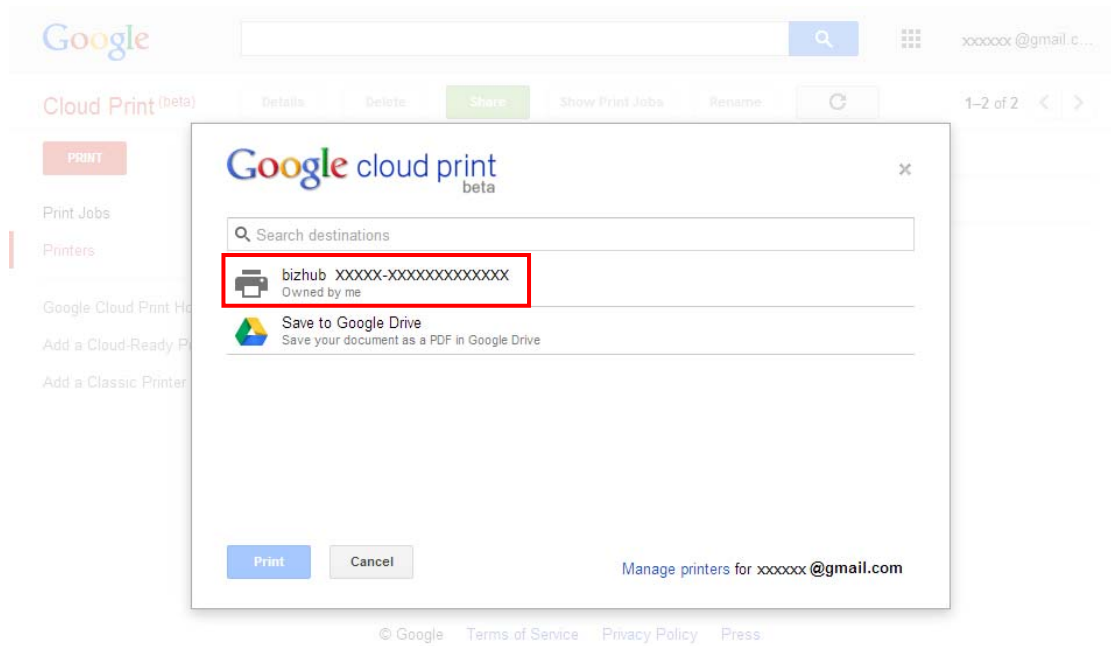 Google
xxxxxx @gmail.c...
Cloud Print (beta)
Details Delete Share Show Print Jobs Rename 1–2 of 2
PRINT
Google cloud print
beta
Print Jobs
Search destinations
Printers
bizhub XXXXX-XXXXXXXXXXXXX
Owned by me
Google Cloud Print Ho
Save to Google Drive
Save your document as a PDF in Google Drive
Add a Cloud-Ready Pr
Add a Classic Printer
Print Cancel
Manage printers for xxxxxx @gmail.com
© Google Terms of Service Privacy Policy Press